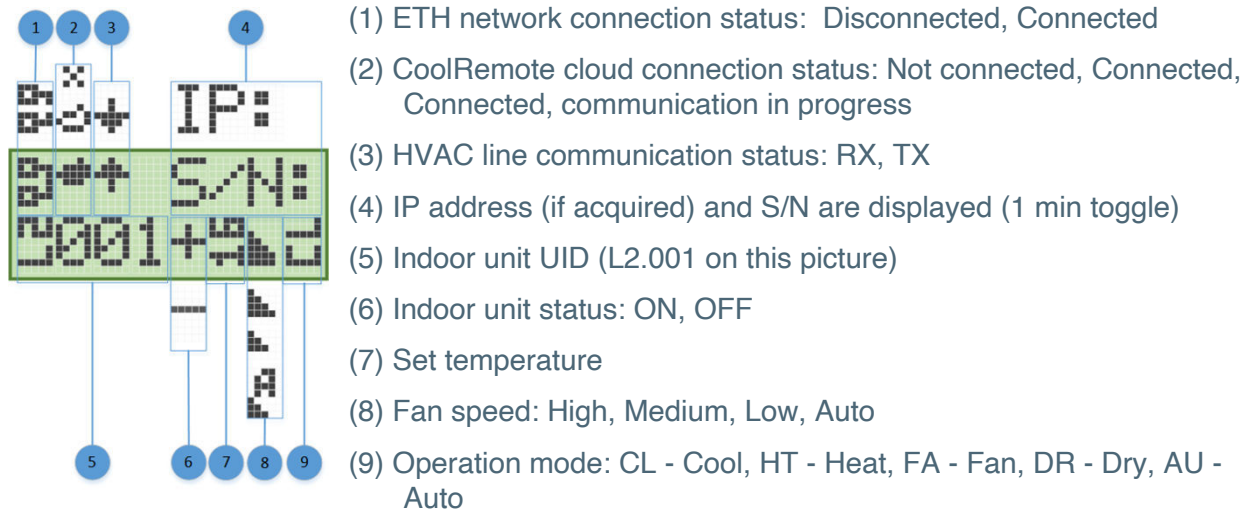 1 2 3 4
IP:
S/N:
001
5 6 7 8 9
(1) ETH network connection status: Disconnected, Connected
(2) CoolRemote cloud connection status: Not connected, Connected,
Connected, communication in progress
(3) HVAC line communication status: RX, TX
(4) IP address (if acquired) and S/N are displayed (1 min toggle)
(5) Indoor unit UID (L2.001 on this picture)
(6) Indoor unit status: ON, OFF
(7) Set temperature
(8) Fan speed: High, Medium, Low, Auto
(9) Operation mode: CL - Cool, HT - Heat, FA - Fan, DR - Dry, AU -
Auto